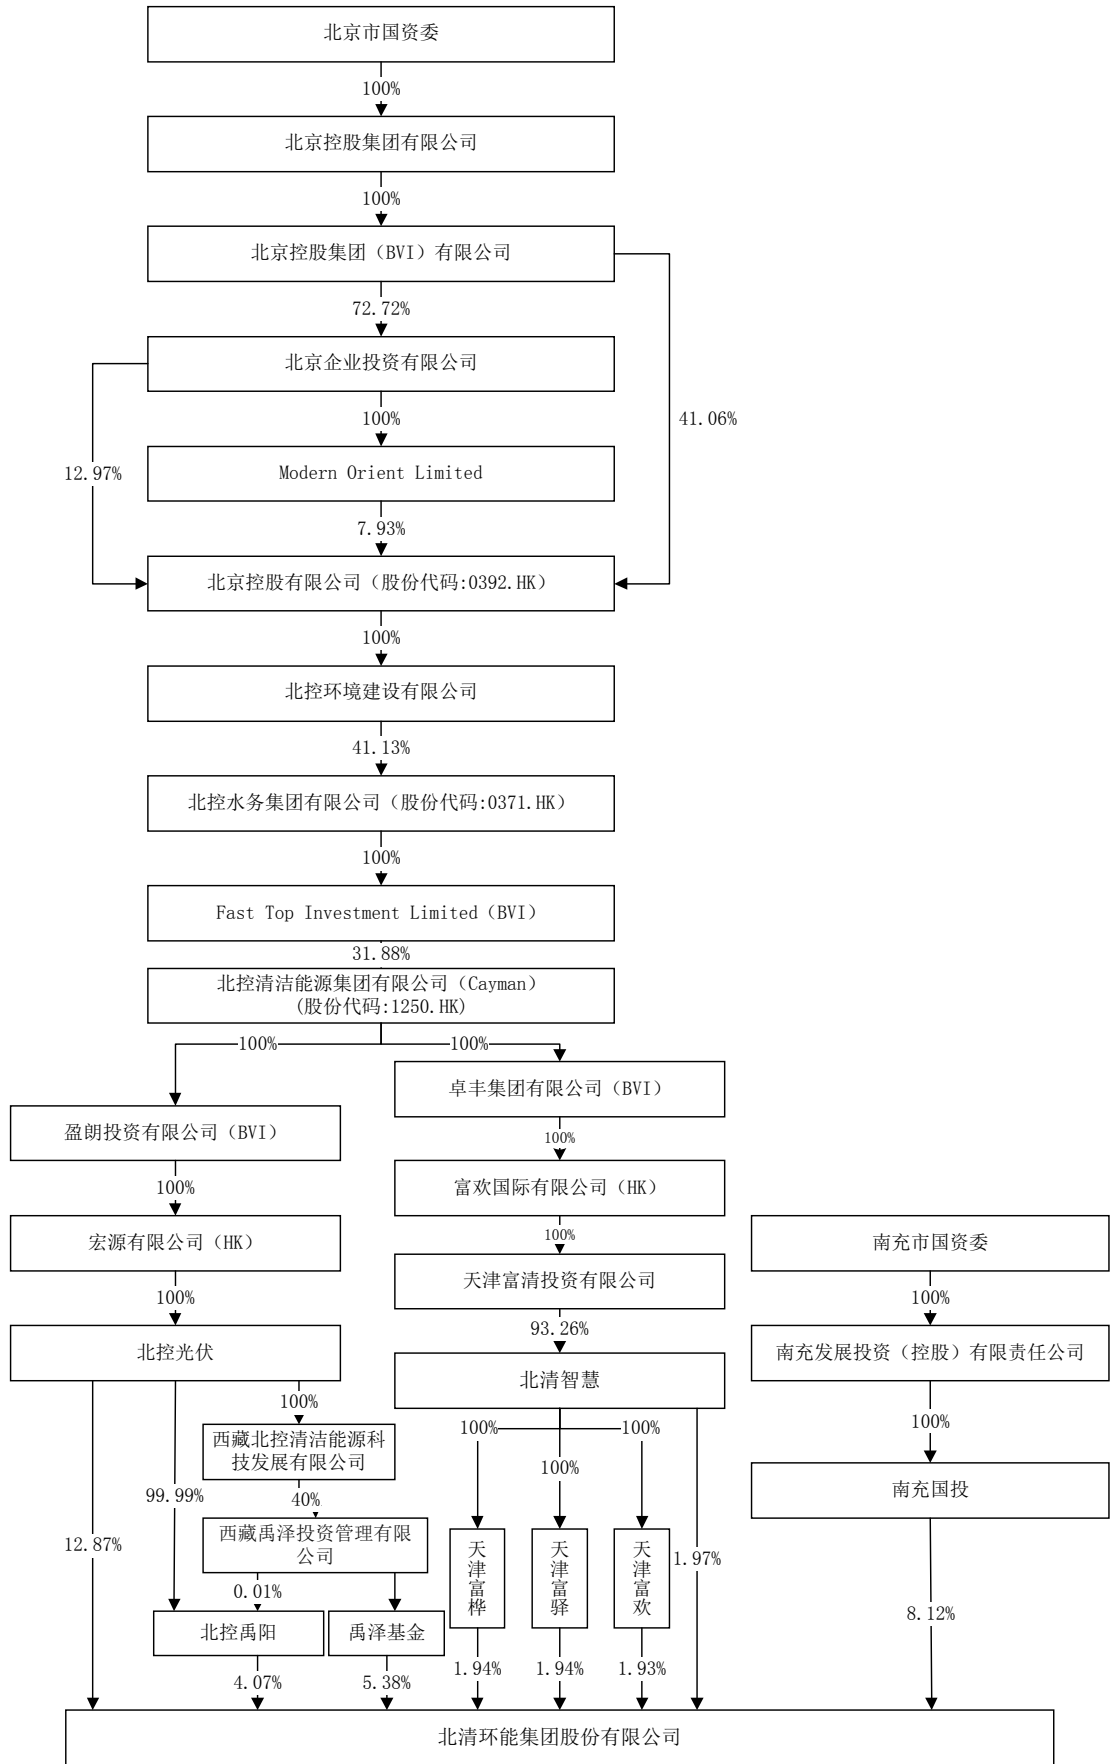 北京市国资委
100%
北京控股集团有限公司
100%
北京控股集团（BVI）有限公司
72.72%
北京企业投资有限公司
100%
41.06%
12.97%
Modern Orient Limited
7.93%
北京控股有限公司（股份代码:0392.HK）
100%
北控环境建设有限公司
41.13%
北控水务集团有限公司（股份代码:0371.HK）
100%
Fast Top Investment Limited（BVI）
31.88%
北控清洁能源集团有限公司（Cayman）
(股份代码:1250.HK)
100%
100%
卓丰集团有限公司（BVI）
盈朗投资有限公司（BVI）
100%
100%
富欢国际有限公司（HK）
宏源有限公司（HK）
100%
南充市国资委
天津富清投资有限公司
100%
100%
93.26%
北控光伏
南充发展投资（控股）有限责任公司
北清智慧
100%
100%
100%
100%
西藏北控清洁能源科
技发展有限公司
100%
99.99%
40%
南充国投
西藏禹泽投资管理有限
公司
12.87%
天津富桦
天津富驿
天津富欢
1.97%
0.01%
8.12%
北控禹阳
禹泽基金
4.07%
5.38%
1.94%
1.94%
1.93%
北清环能集团股份有限公司